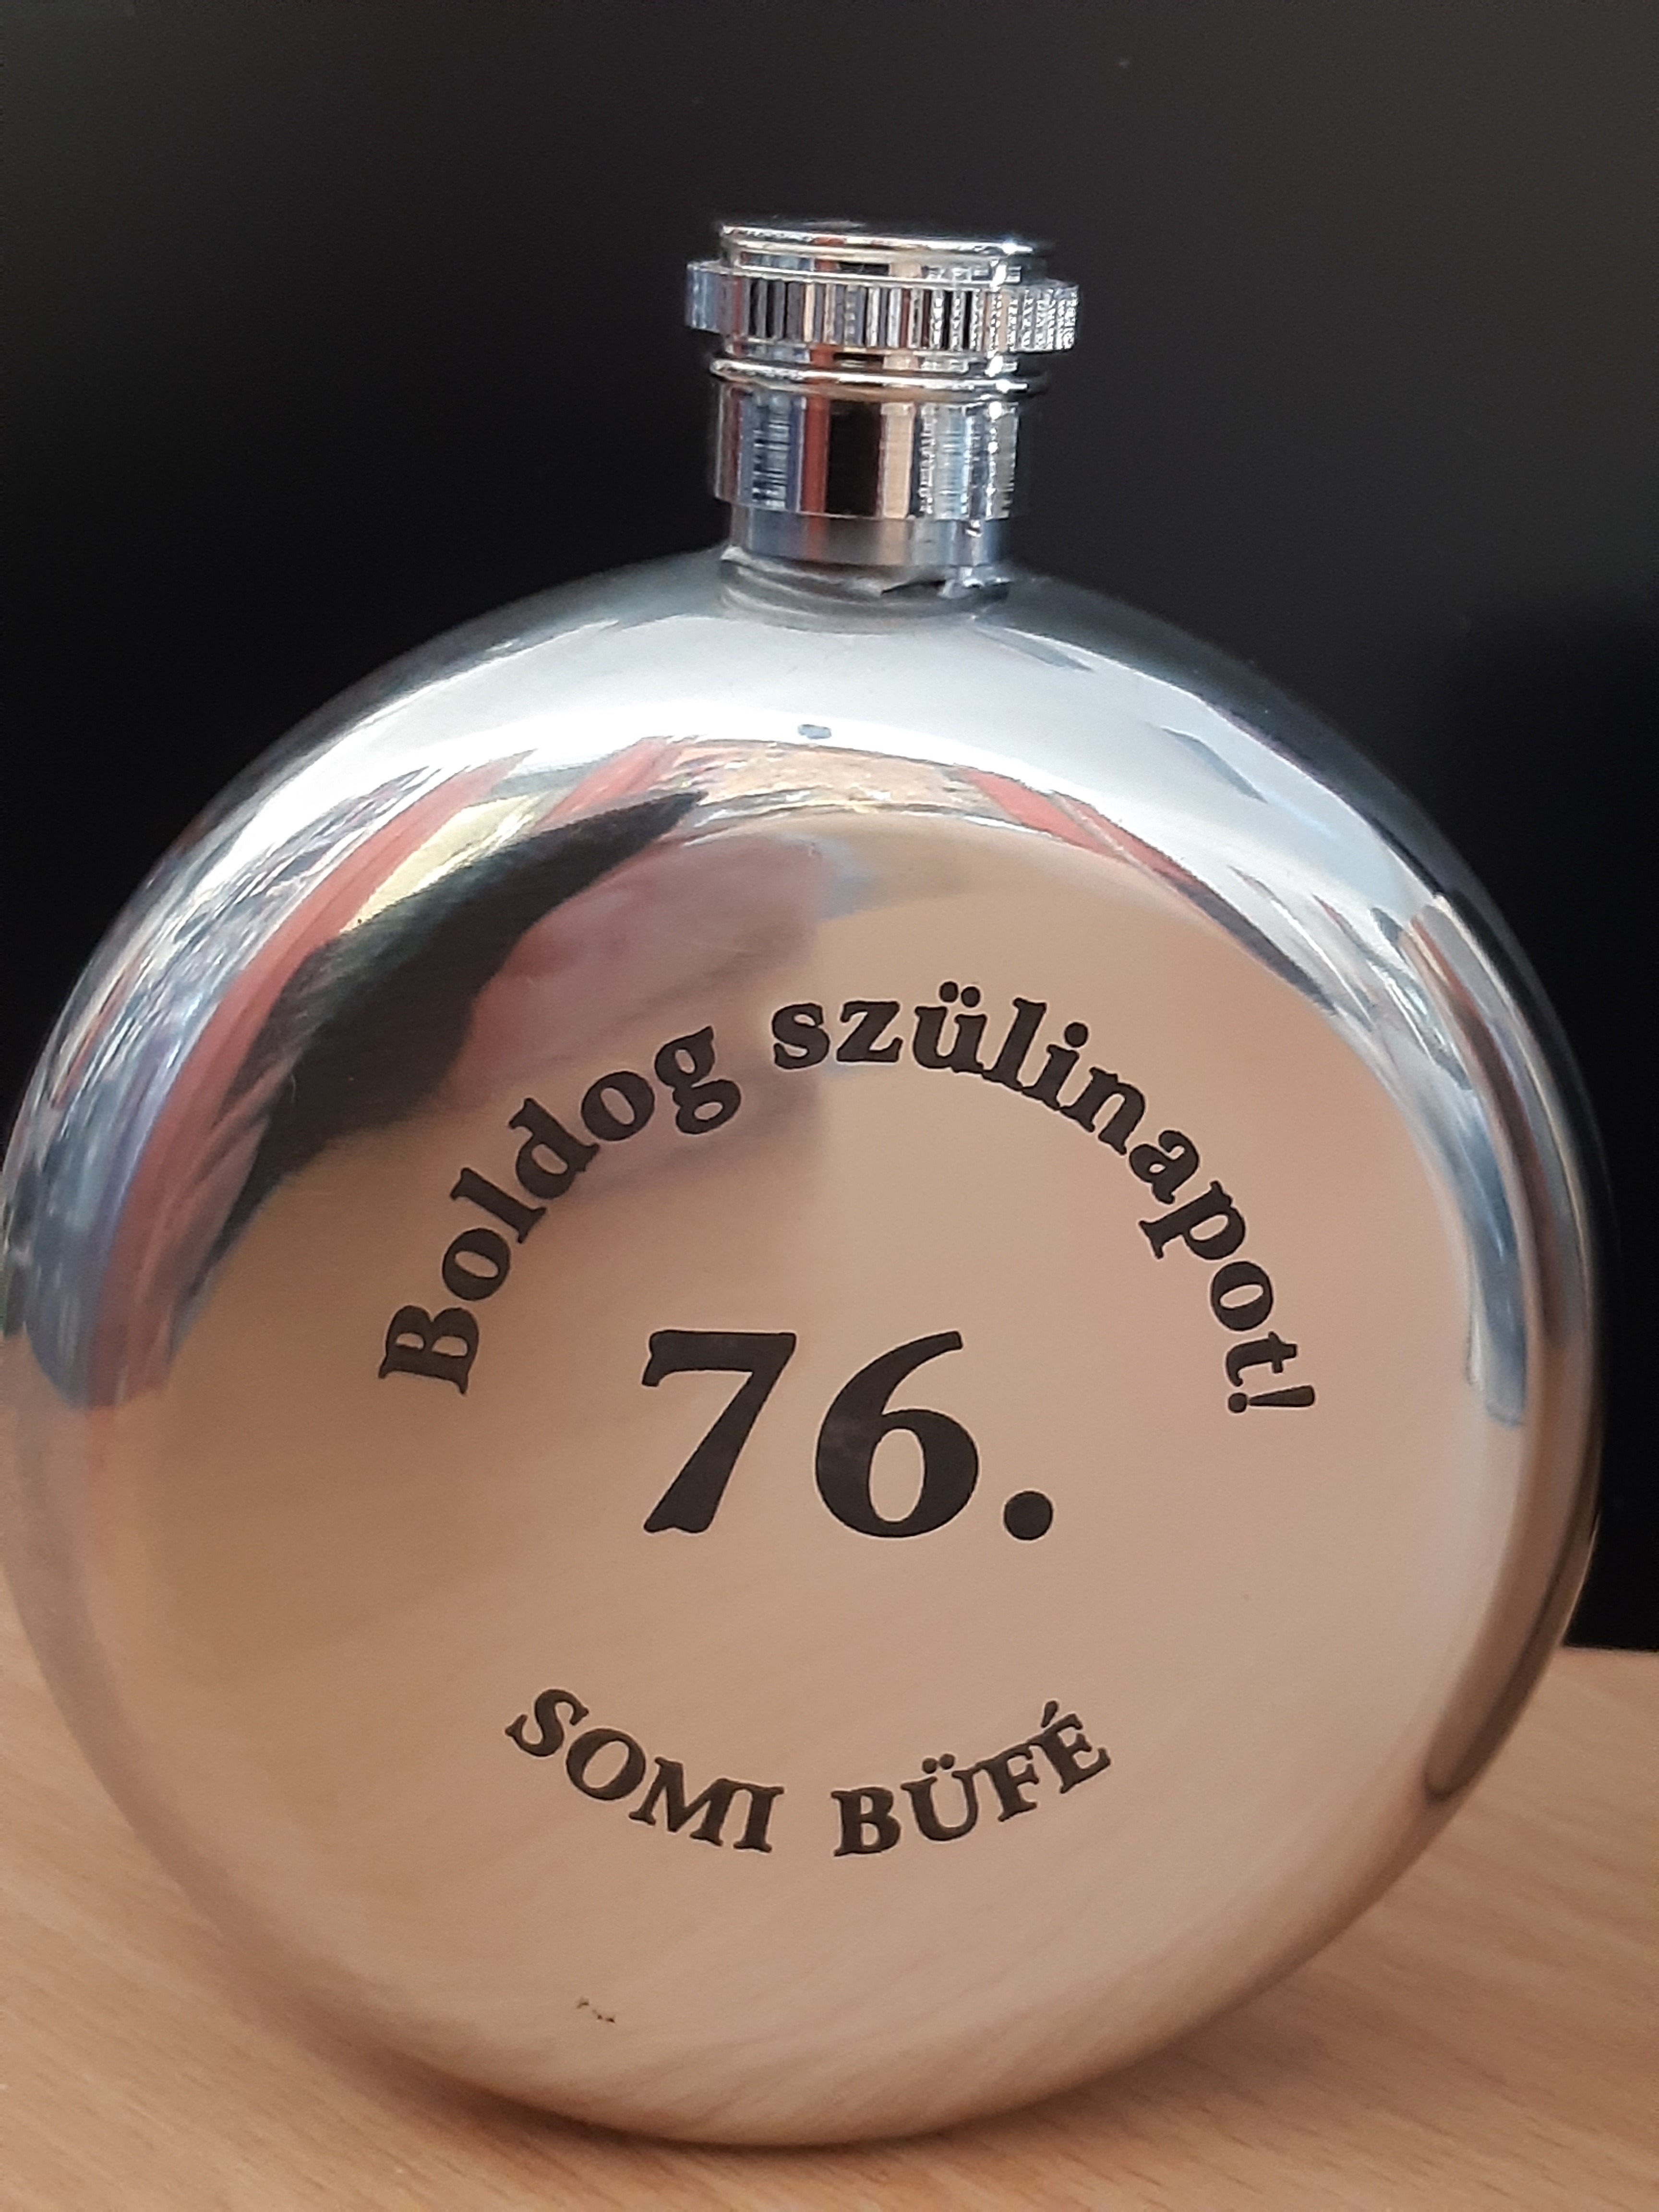 Boldog szülinapot!
76.
SOMI BÜFÉ